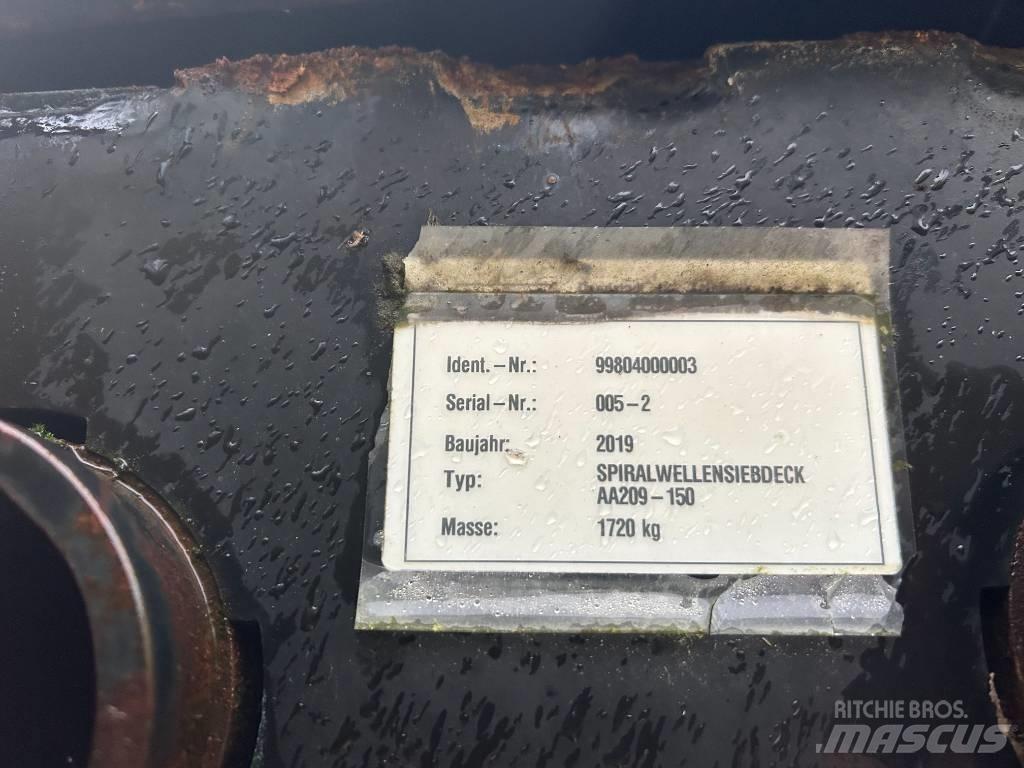 Ident.-Nr.: 99804000003
Serial-Nr.: 005-2
Baujahr: 2019
Typ: SPIRALWELLENSIEBDECK
AA209-150
Masse: 1720 kg
RITCHIE BROS.
MASCUS